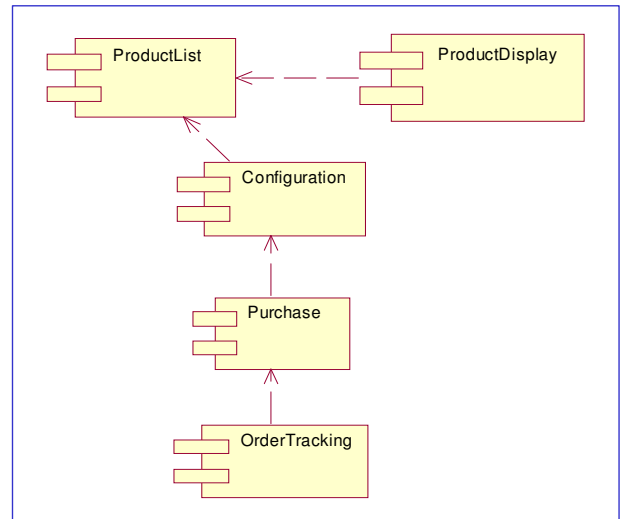 ProductList
ProductDisplay
Configuration
Purchase
OrderTracking